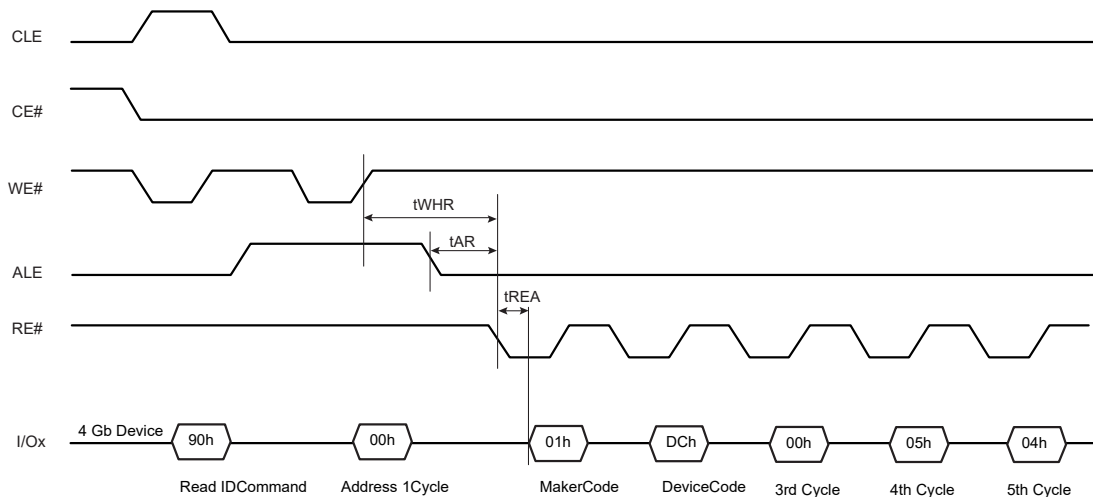 CLE
CE#
WE#
tWHR
tAR
ALE
tREA
RE#
I/Ox
4 Gb Device
90h
00h
01h
DCh
00h
05h
04h
Read IDCommand
Address 1Cycle
MakerCode
DeviceCode
3rd Cycle
4th Cycle
5th Cycle